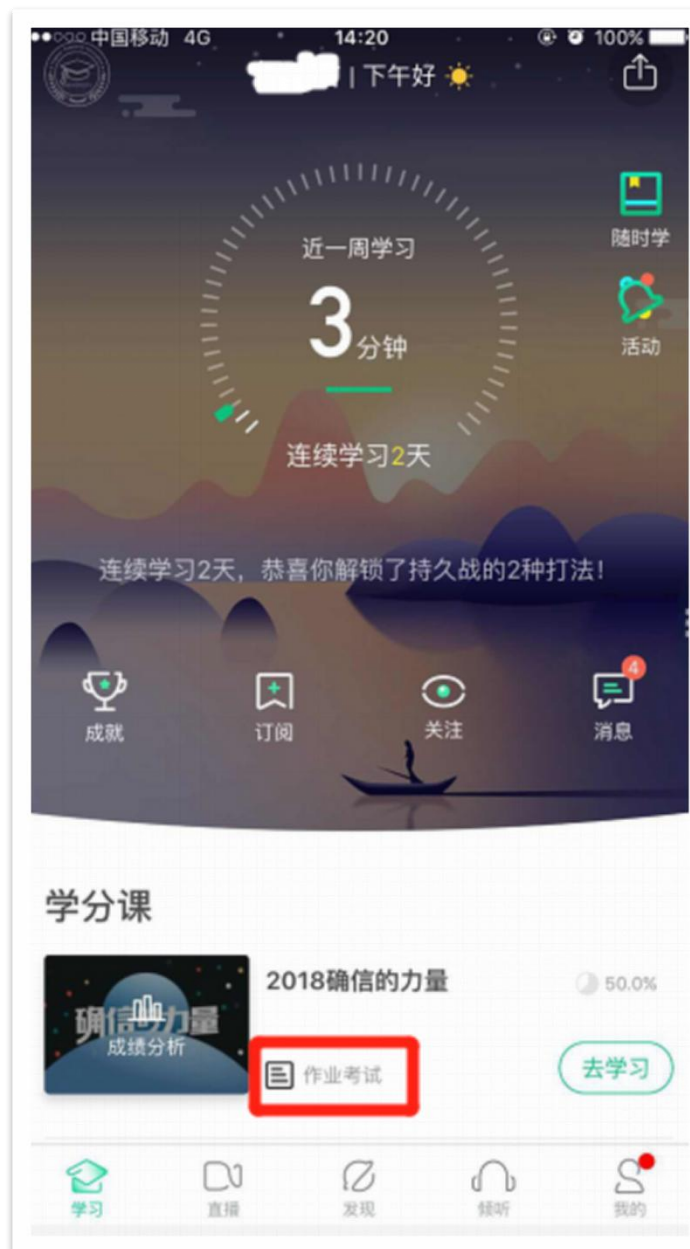 中国移动 4G 14:20 100%
| 下午好
随时学
近一周学习
3分钟
活动
连续学习2天
连续学习2天，恭喜你解锁了持久战的2种打法！
4
成就 订阅 关注 消息
学分课
2018确信的力量 50.0%
确信的力量
成绩分析
作业考试 去学习
学习 直播 发现 倾听 我的